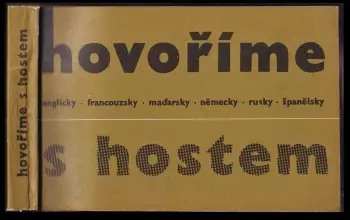 hovoříme s hostem
hovoříme
anglicky · francouzsky · maďarsky · německy · rusky · španělsky
s hostem